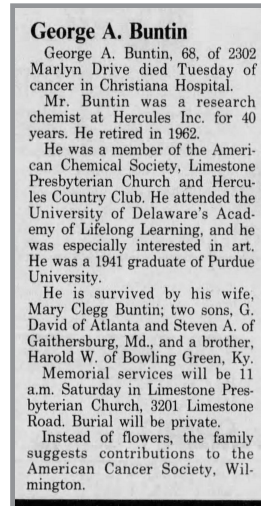 George A. Buntin
George A. Buntin, 68, of 2302
Marlyn Drive died Tuesday of
cancer in Christiana Hospital.
Mr. Buntin was a research
chemist at Hercules Inc. for 40
years. He retired in 1962.
He was a member of the Ameri-
can Chemical Society, Limestone
Presbyterian Church and Hercu-
les Country Club. He attended the
University of Delaware's Acad-
emy of Lifelong Learning, and he
was especially interested in art.
He was a 1941 graduate of Purdue
University.
He is survived by his wife,
Mary Clegg Buntin; two sons, G.
David of Atlanta and Steven A. of
Gaithersburg, Md., and a brother,
Harold W. of Bowling Green, Ky.
Memorial services will be 11
a.m. Saturday in Limestone Pres-
byterian Church, 3201 Limestone
Road. Burial will be private.
Instead of flowers, the family
suggests contributions to the
American Cancer Society, Wil-
mington.